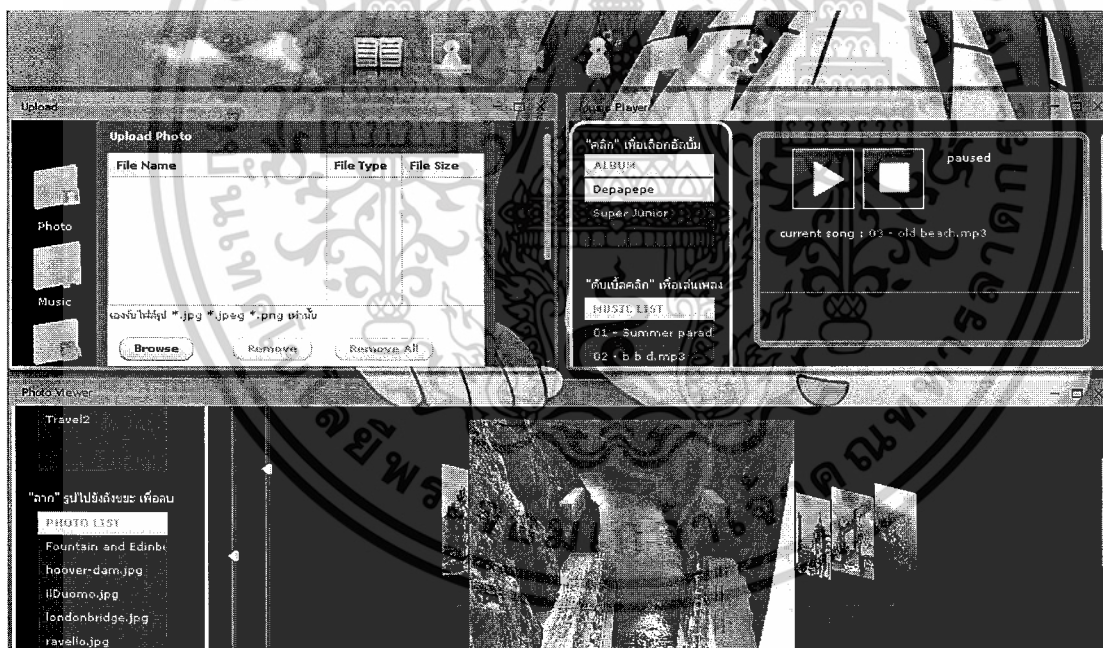 Upload
Upload Photo
File Name File Type File Size
Photo
Music
รองรับไฟล์รูป *.jpg *.jpeg *.png เท่านั้น
Browse Remove Remove All
Player
"คลิก" เพื่อเลือกอัลบั้ม
ALBUM
Depapepe
Super Junior
"ดับเบิ้ลคลิก" เพื่อเล่นเพลง
MUSIC LIST
01 - Summer parad
02 - b b d.mp3
paused
current song : 03 - old beach.mp3
Photo Viewer
Travel2
"ลาก" รูปไปยังถังขยะ เพื่อลบ
PHOTO LIST
Fountain and Edinbu
hoover-dam.jpg
ilDuomo.jpg
londonbridge.jpg
ravello.jpg